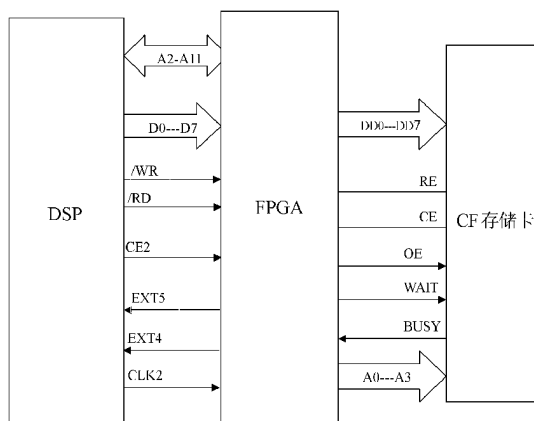 A2-A11
D0---D7
DD0---DD7
/WR
RE
/RD
DSP
FPGA
CE
CF存储卡
CE2
OE
WAIT
EXT5
BUSY
EXT4
CLK2
A0---A3